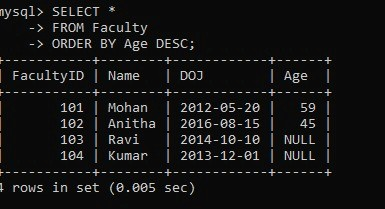 mysql> SELECT *
    -> FROM Faculty
    -> ORDER BY Age DESC;
+-----------+--------+------------+------+
| FacultyID | Name   | DOJ        | Age  |
+-----------+--------+------------+------+
|       101 | Mohan  | 2012-05-20 |   59 |
|       102 | Anitha | 2016-08-15 |   45 |
|       103 | Ravi   | 2014-10-10 | NULL |
|       104 | Kumar  | 2013-12-01 | NULL |
+-----------+--------+------------+------+
4 rows in set (0.005 sec)